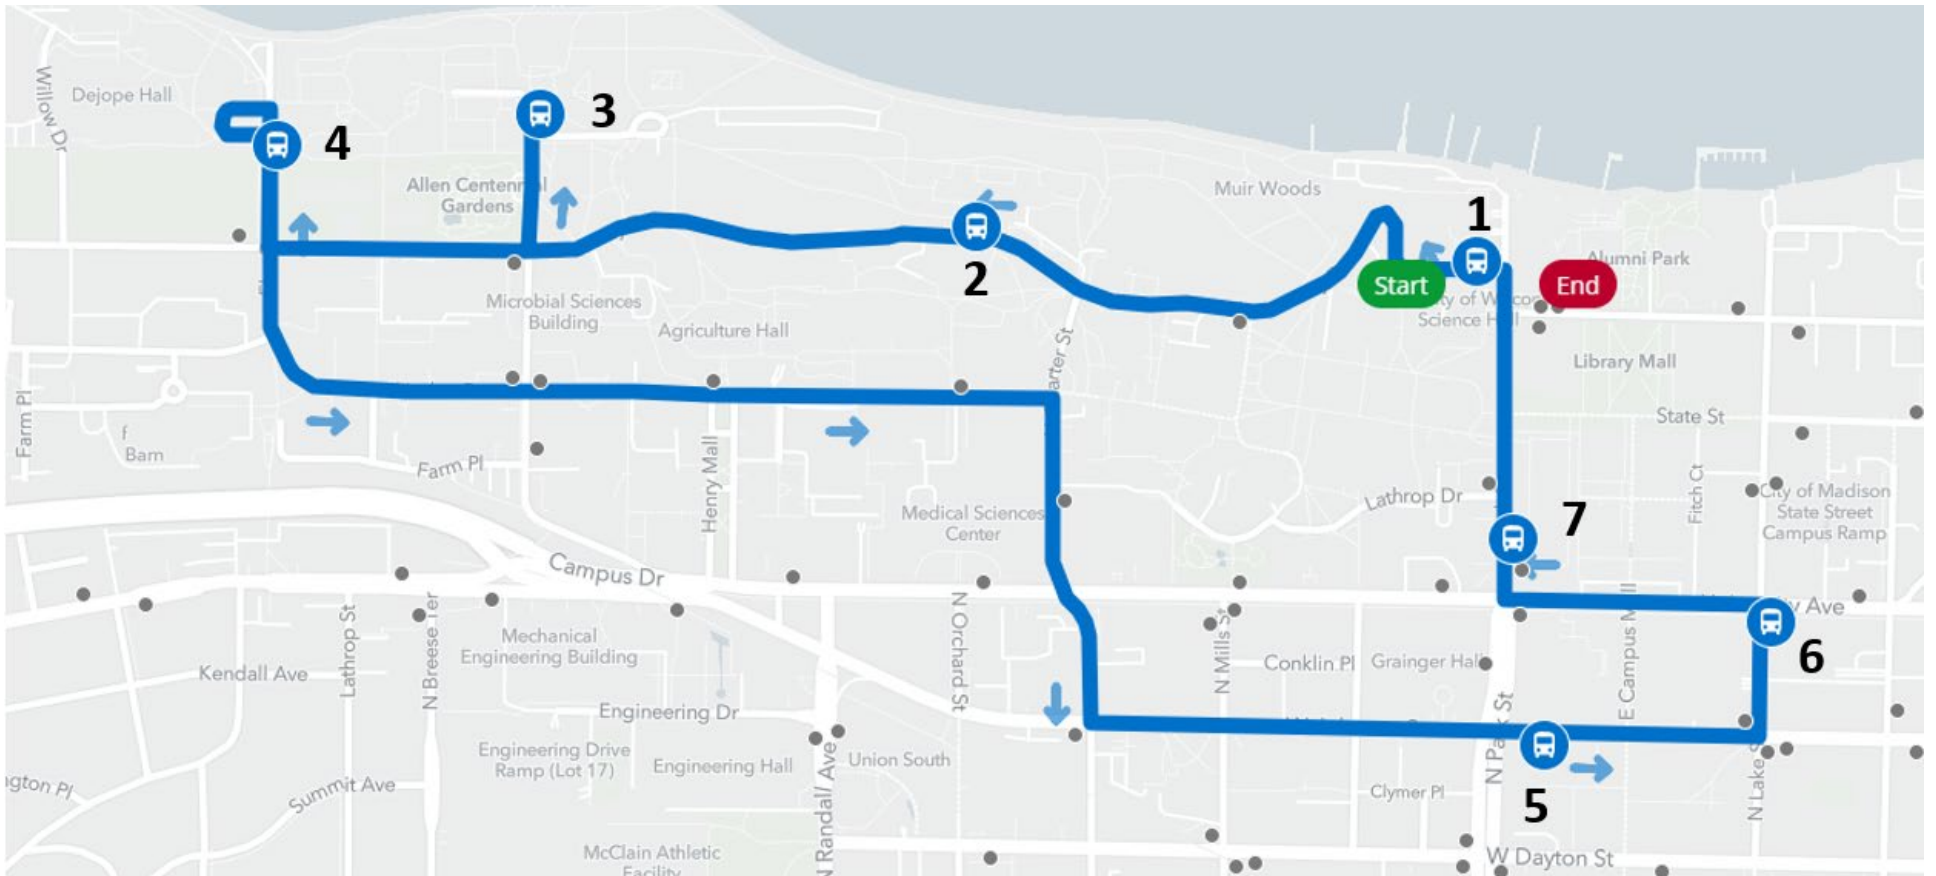 Willow Dr
Dejope Hall
3
4
Allen Centennial
Gardens
Muir Woods
1
2
Start
End
Alumni Park
Science Hall
Microbial Sciences
Building
Agriculture Hall
Library Mall
Farm Pl
State St
Barn
Farm Pl
Henry Mall
Medical Sciences
Center
Lathrop Dr
Fitch Ct
City of Madison
State Street
Campus Ramp
7
Campus Dr
Ave
6
Lathrop St
N Breese Ter
Mechanical
Engineering Building
Kendall Ave
N Orchard St
N Mills St
Conklin Pl
Grainger Hall
E Campus Mall
Engineering Dr
Engineering Drive
Ramp (Lot 17)
Engineering Hall
N Randall Ave
Union South
N Park St
5
N Lake
Summit Ave
Clymer Pl
McClain Athletic
Facility
W Dayton St